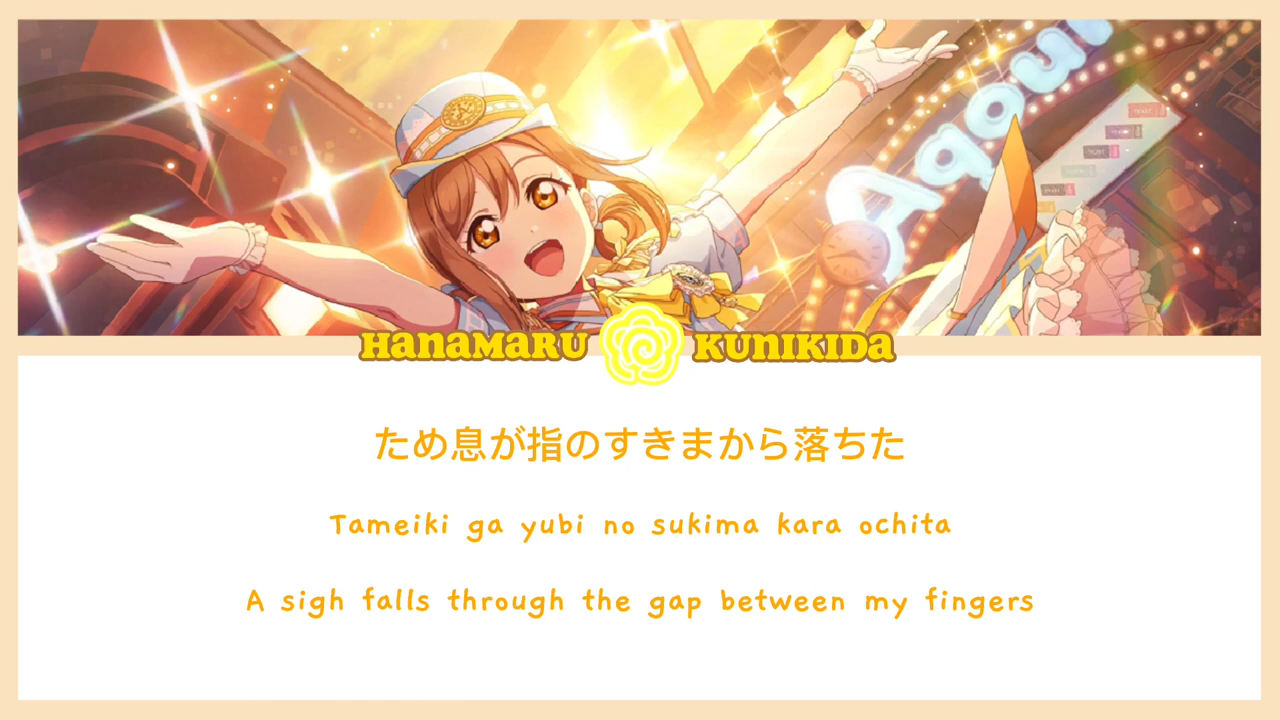 Aqour
HanaMaRU KUnIKIDa
ため息が指のすきまから落ちた
Tameiki ga yubi no sukima kara ochita
A sigh falls through the gap between my fingers